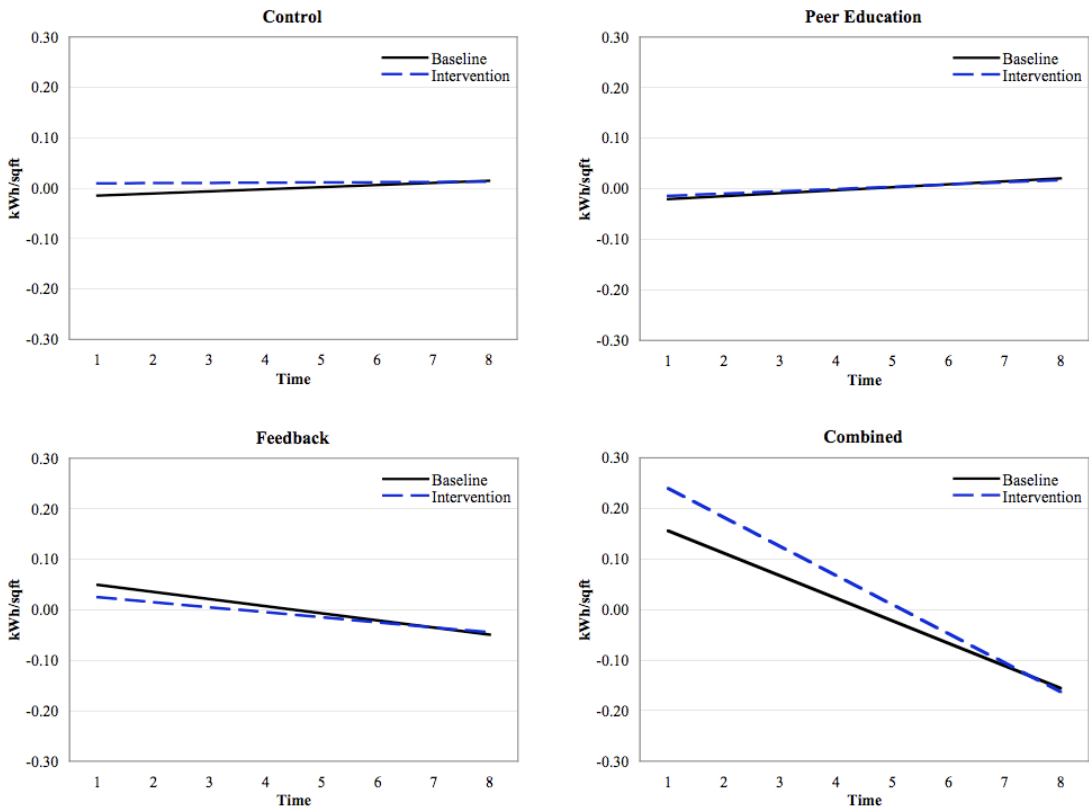 Control
0.30
0.20
0.10
0.00
-0.10
-0.20
-0.30
kWh/sqft
Baseline
Intervention
1 2 3 4 5 6 7 8
Time
Peer Education
0.30
0.20
0.10
0.00
-0.10
-0.20
-0.30
kWh/sqft
Baseline
Intervention
1 2 3 4 5 6 7 8
Time
Feedback
0.30
0.20
0.10
0.00
-0.10
-0.20
-0.30
kWh/sqft
Baseline
Intervention
1 2 3 4 5 6 7 8
Time
Combined
0.30
0.20
0.10
0.00
-0.10
-0.20
-0.30
kWh/sqft
Baseline
Intervention
1 2 3 4 5 6 7 8
Time